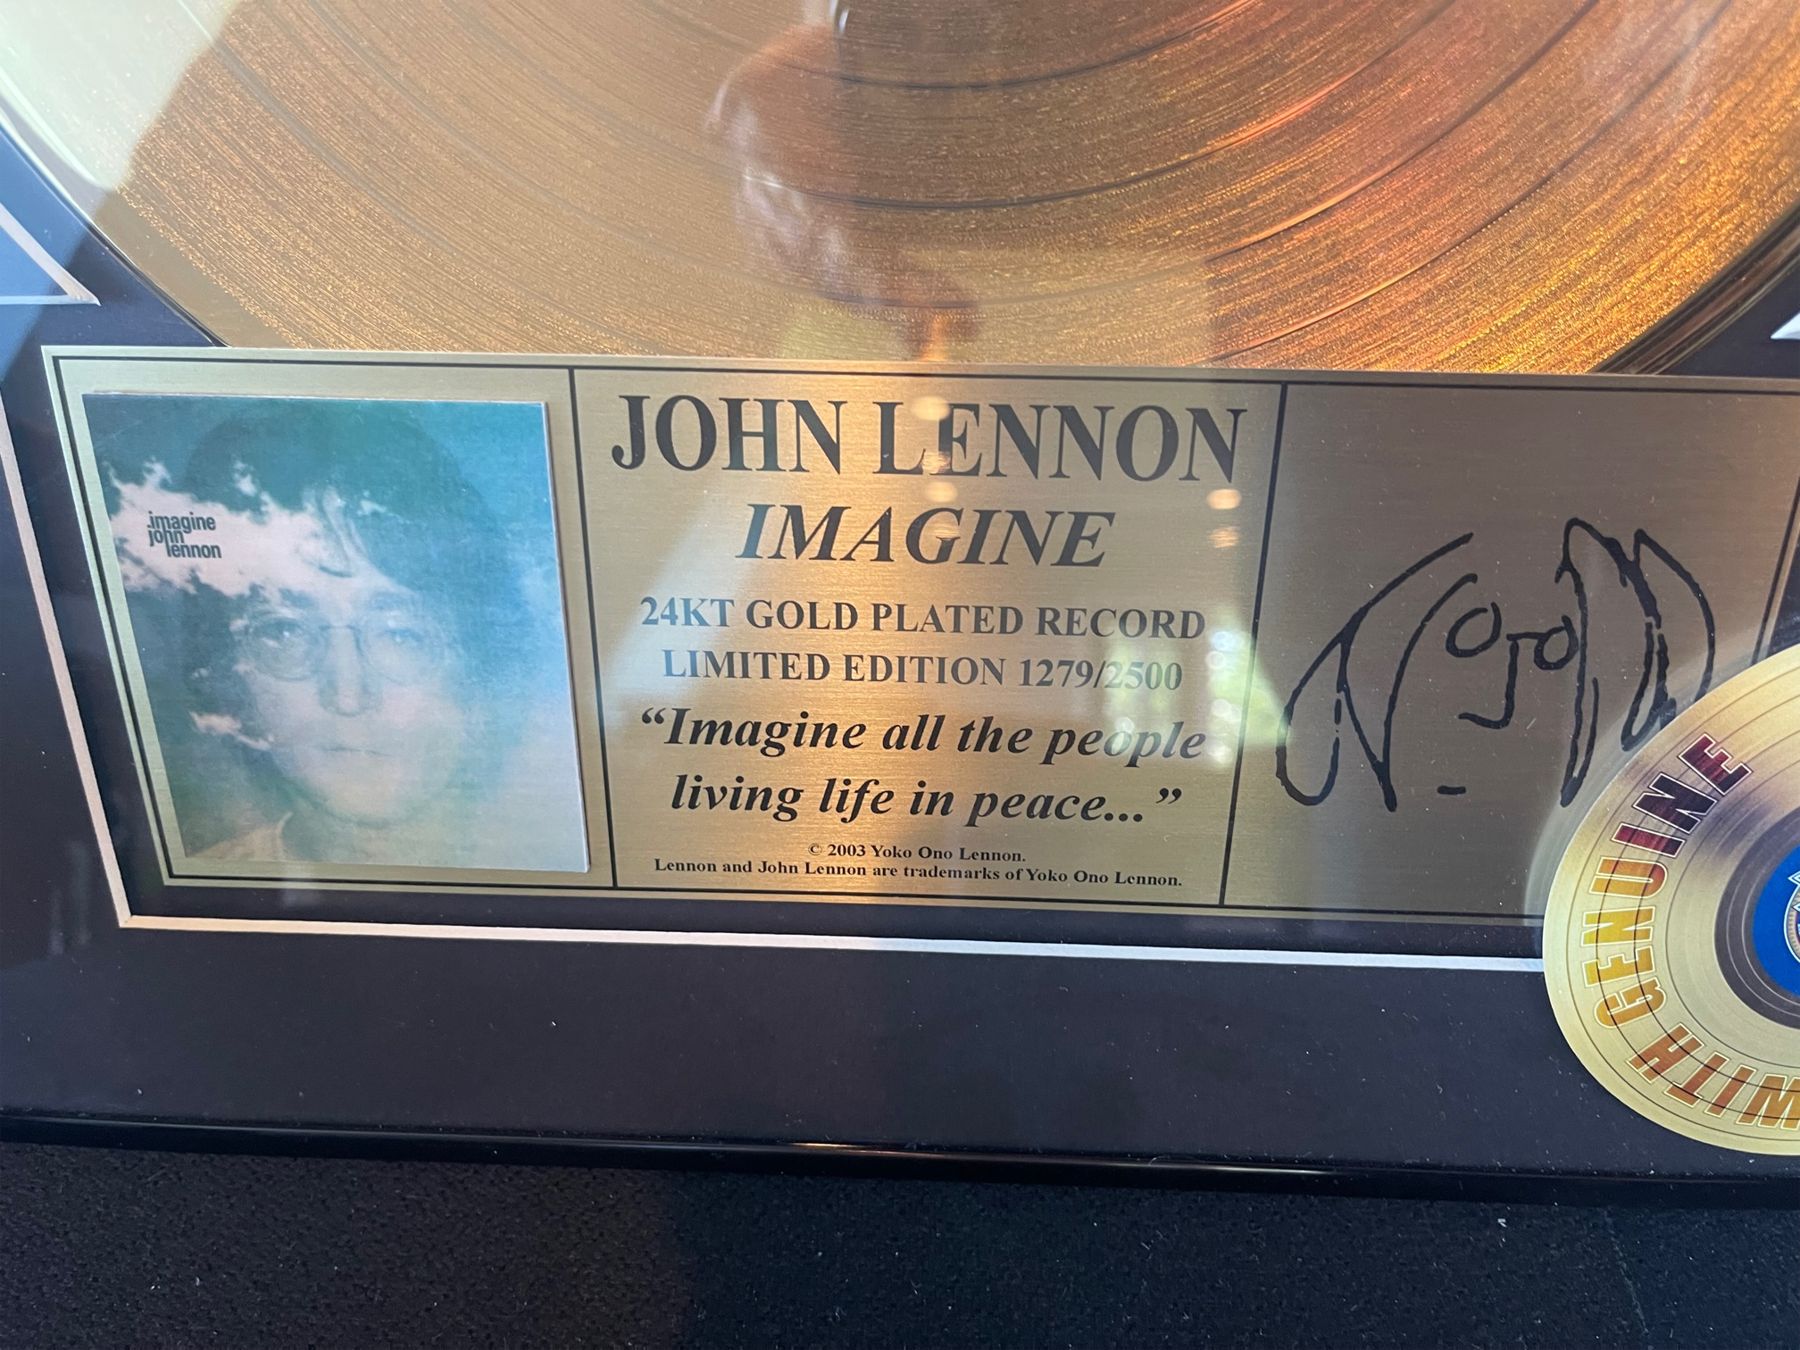 imagine
john
lennon
JOHN LENNON
IMAGINE
24KT GOLD PLATED RECORD
LIMITED EDITION 1279/2500
“Imagine all the people
living life in peace...”
© 2003 Yoko Ono Lennon.
Lennon and John Lennon are trademarks of Yoko Ono Lennon.
WITH GENUINE